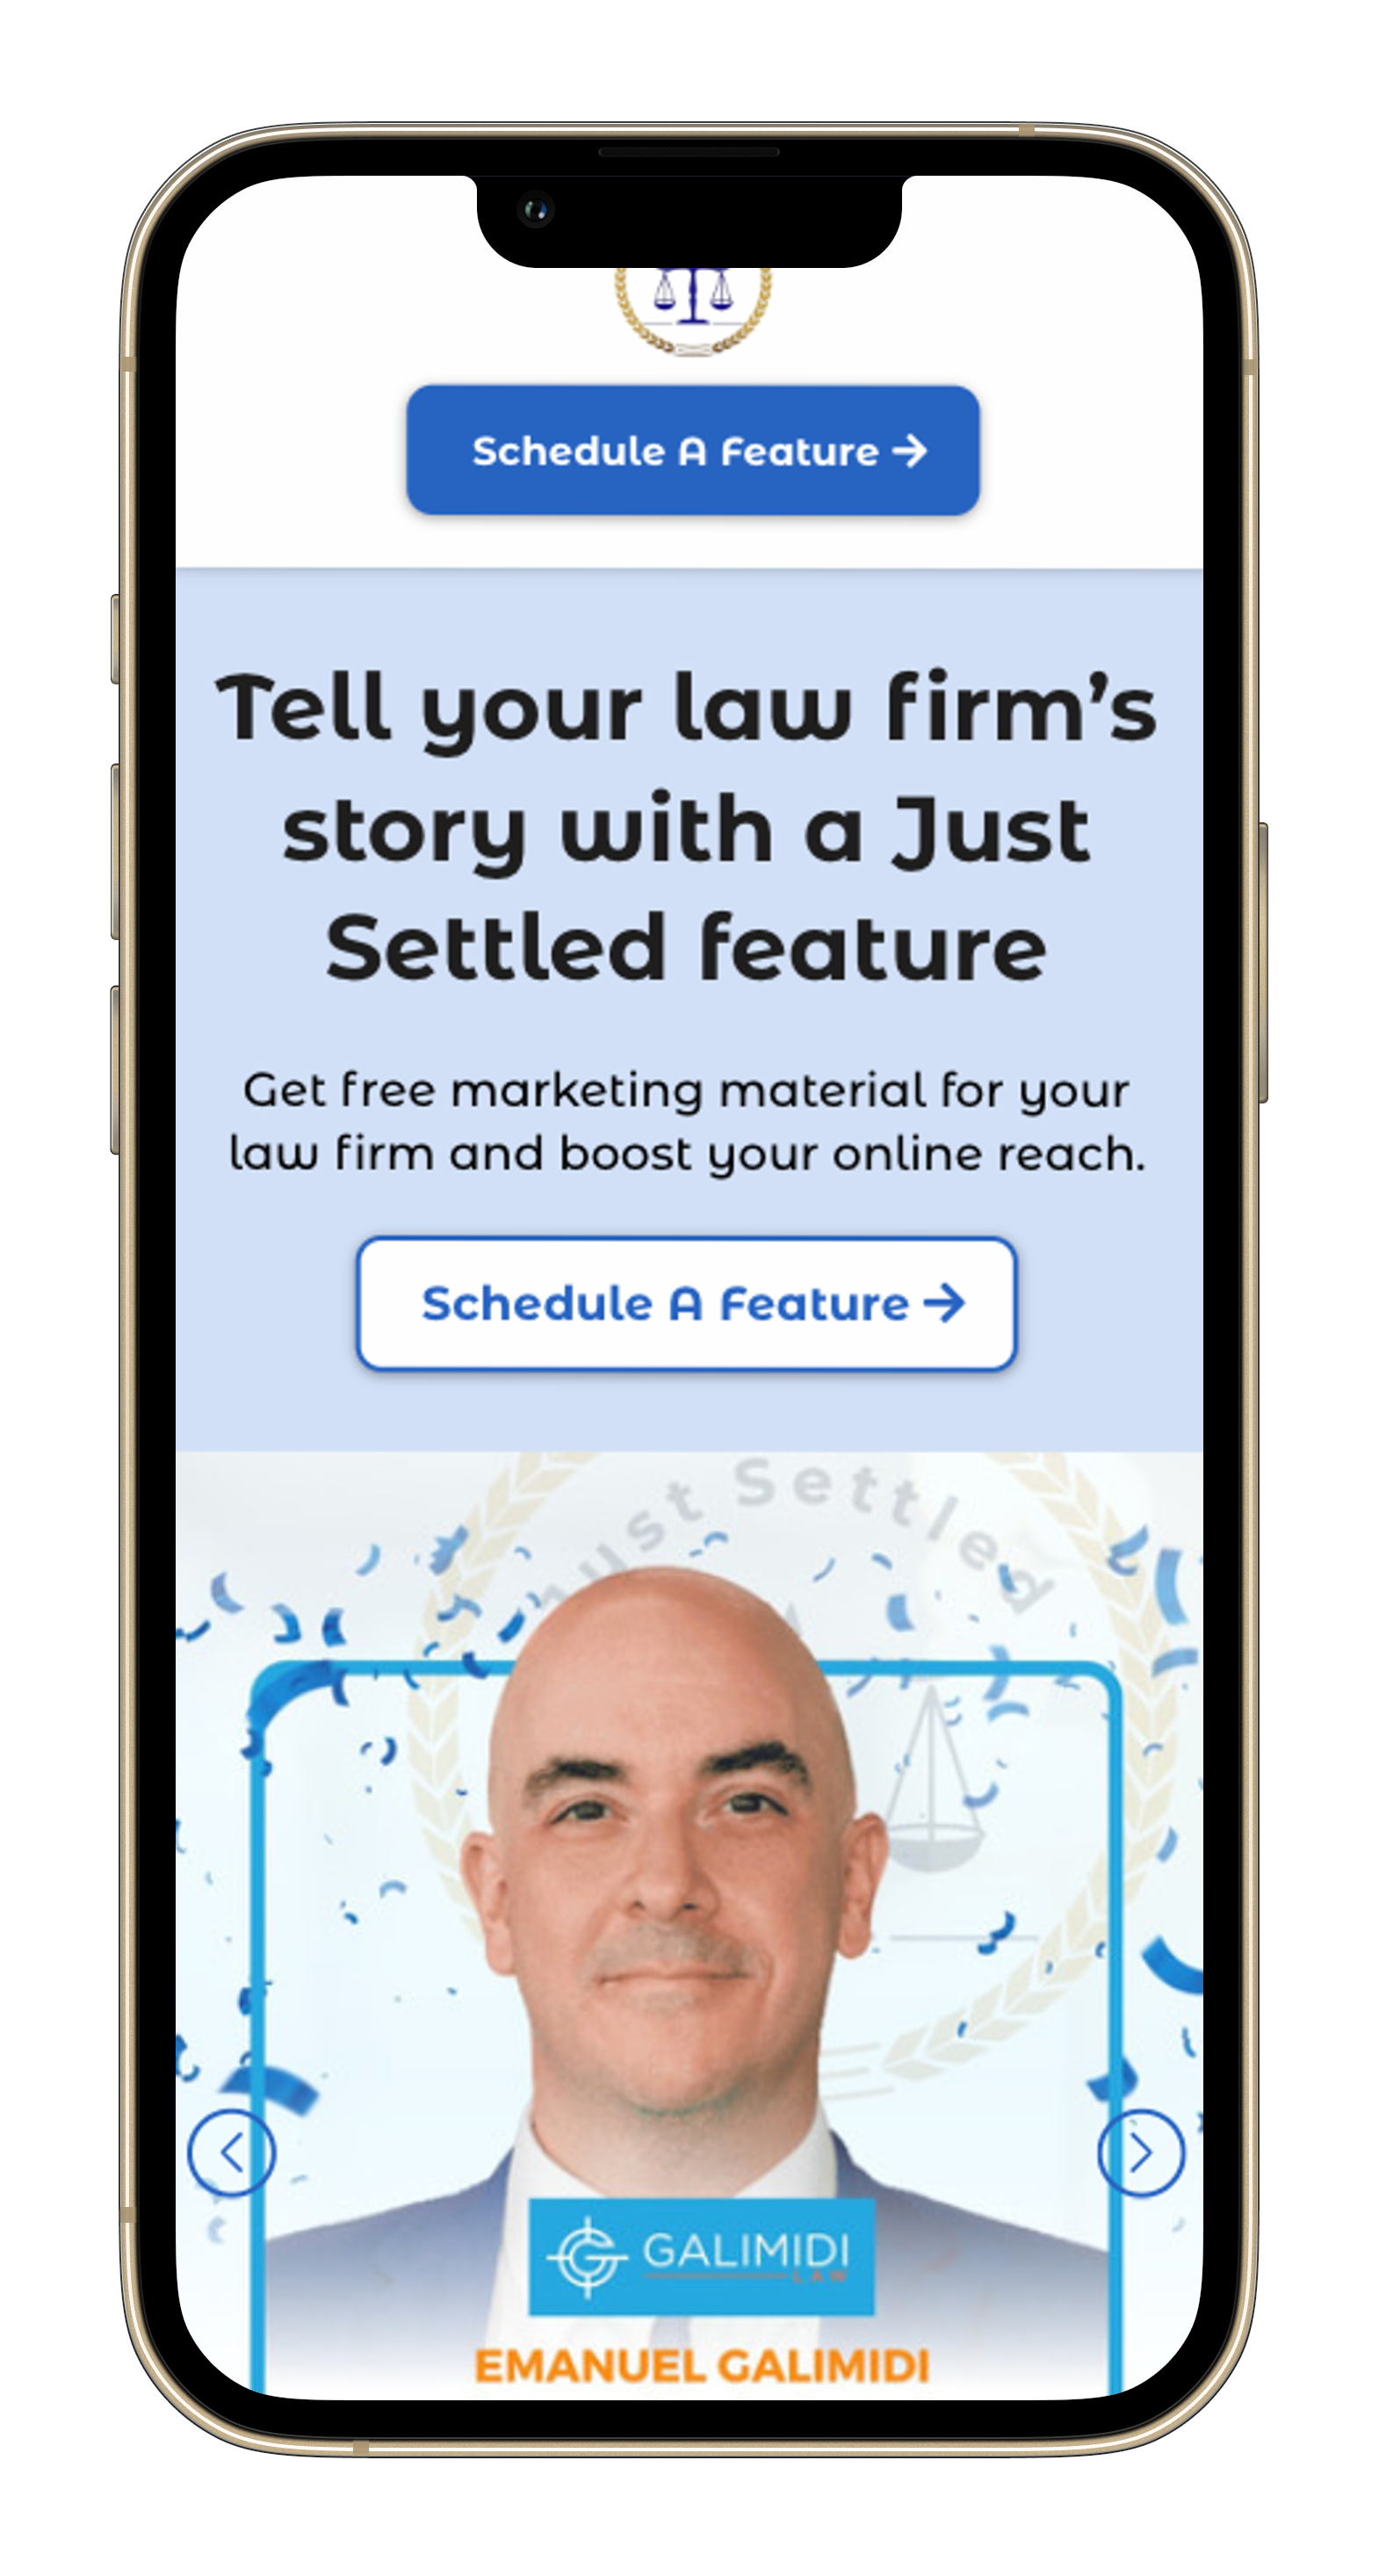 Schedule A Feature →
Tell your law firm’s
story with a Just
Settled feature
Get free marketing material for your
law firm and boost your online reach.
Schedule A Feature →
Just Settled
GALIMIDI
LAW
EMANUEL GALIMIDI